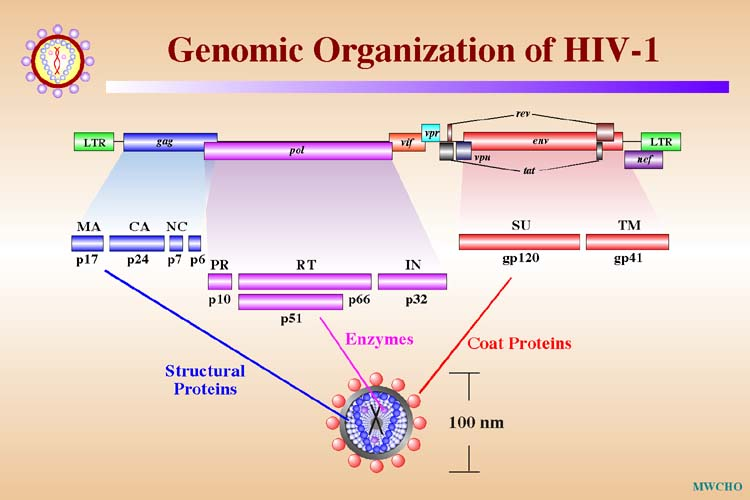 Genomic Organization of HIV-1
rev
LTR gag pol vif vpr vpu env LTR
tat nef
MA CA NC SU TM
p17 p24 p7 p6 gp120 gp41
PR RT IN
p10 p66 p32
p51
Enzymes
Coat Proteins
Structural
Proteins
100 nm
MWCHO